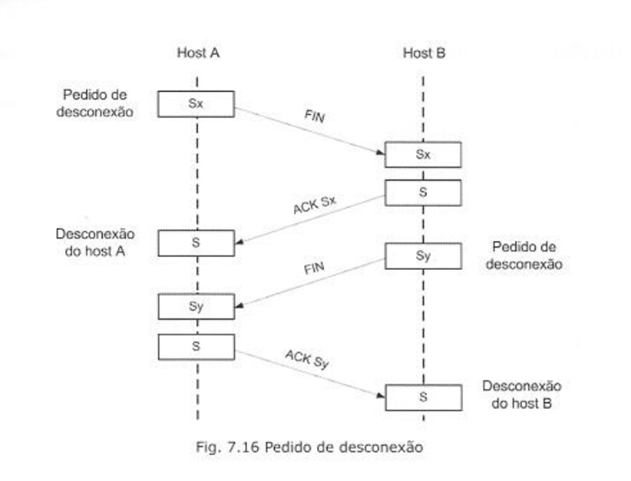 Host A
Host B
Pedido de
desconexão
Sx
FIN
Sx
ACK Sx
S
Desconexão
do host A
S
Sy
Pedido de
desconexão
FIN
Sy
S
ACK Sy
S
Desconexão
do host B
Fig. 7.16 Pedido de desconexão